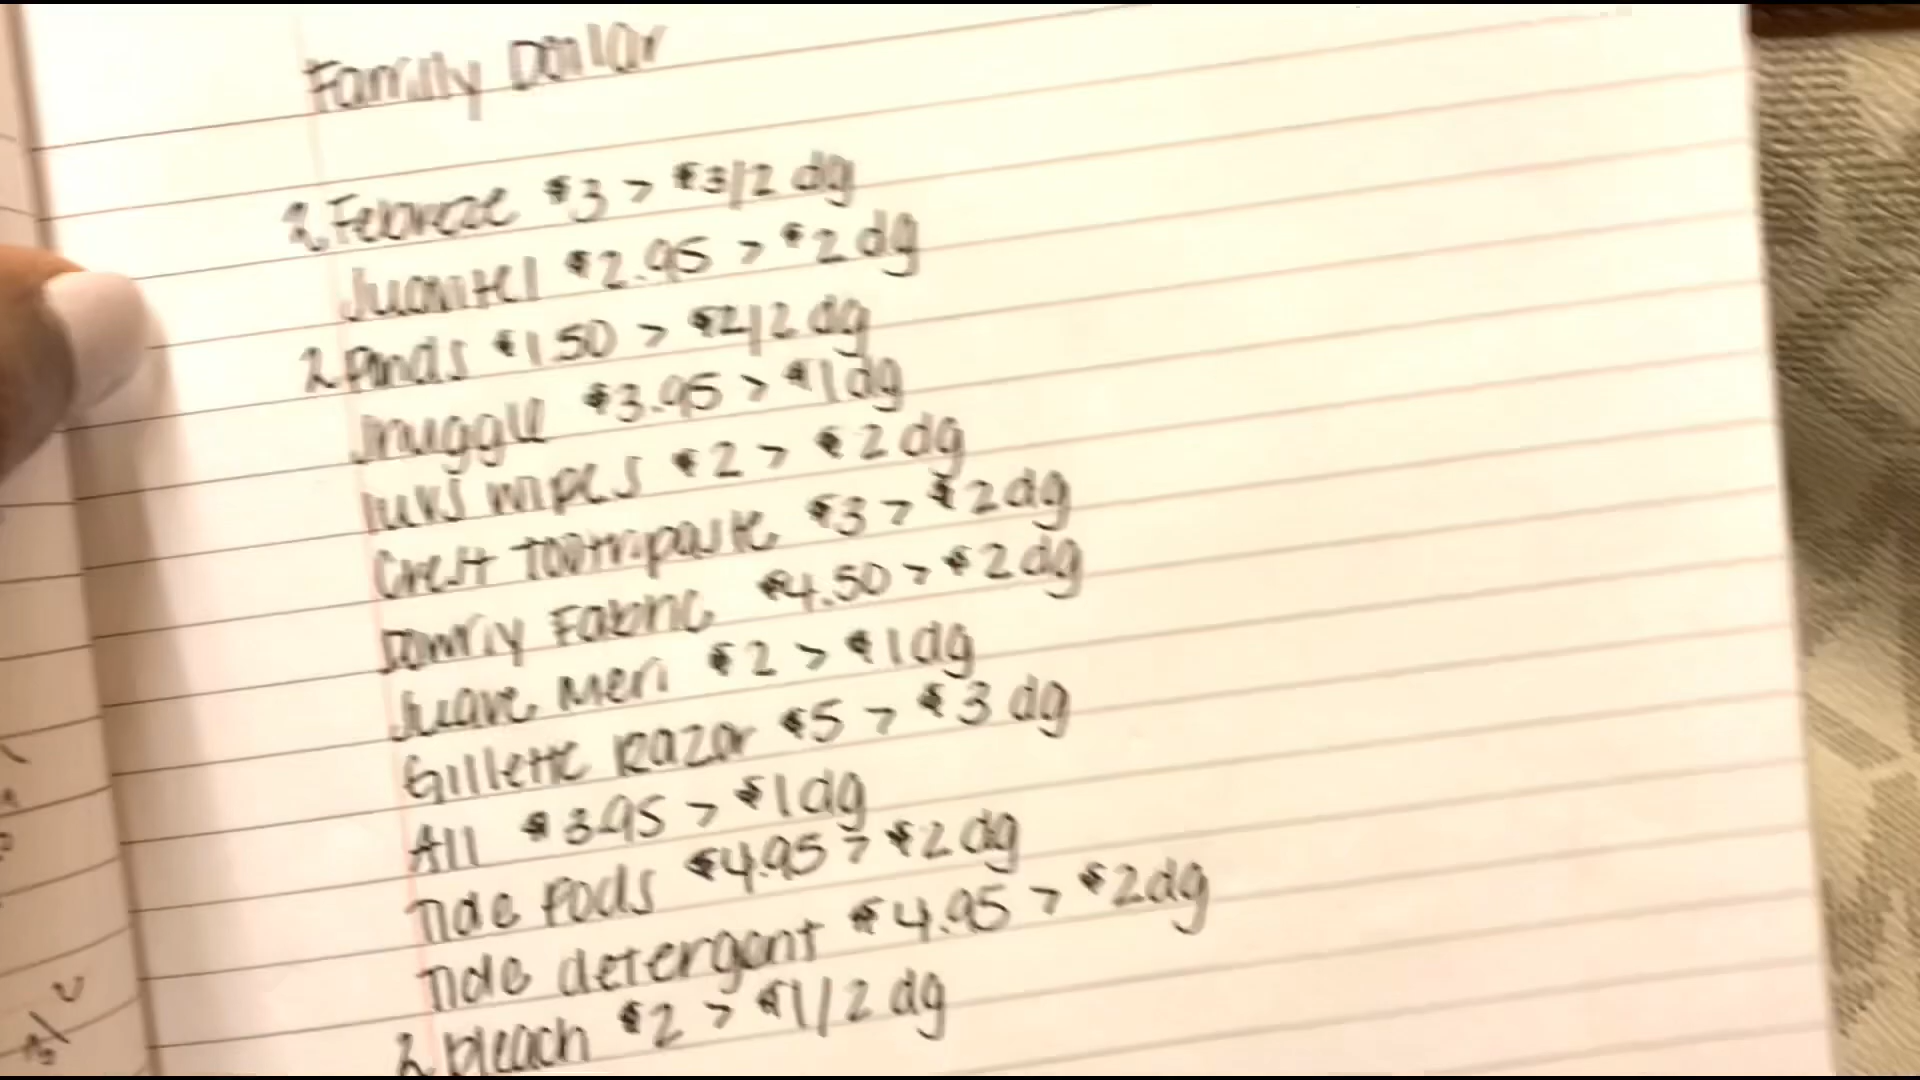 Family Dollar
2 Febreze $3 > $3/2 dg
Suavitel $2.95 > $2 dg
2 Ponds $1.50 > $2/2 dg
Snuggle $3.95 > $1 dg
Luvs wipes $2 > $2 dg
Crest Toothpaste $3 > $2 dg
Downy Fabric $4.50 > $2 dg
Suave Men $2 > $1 dg
Gillette Razor $5 > $3 dg
All $3.95 > $1 dg
Tide Pods $4.95 > $2 dg
Tide detergent $4.95 > $2 dg
2 bleach $2 > $1/2 dg